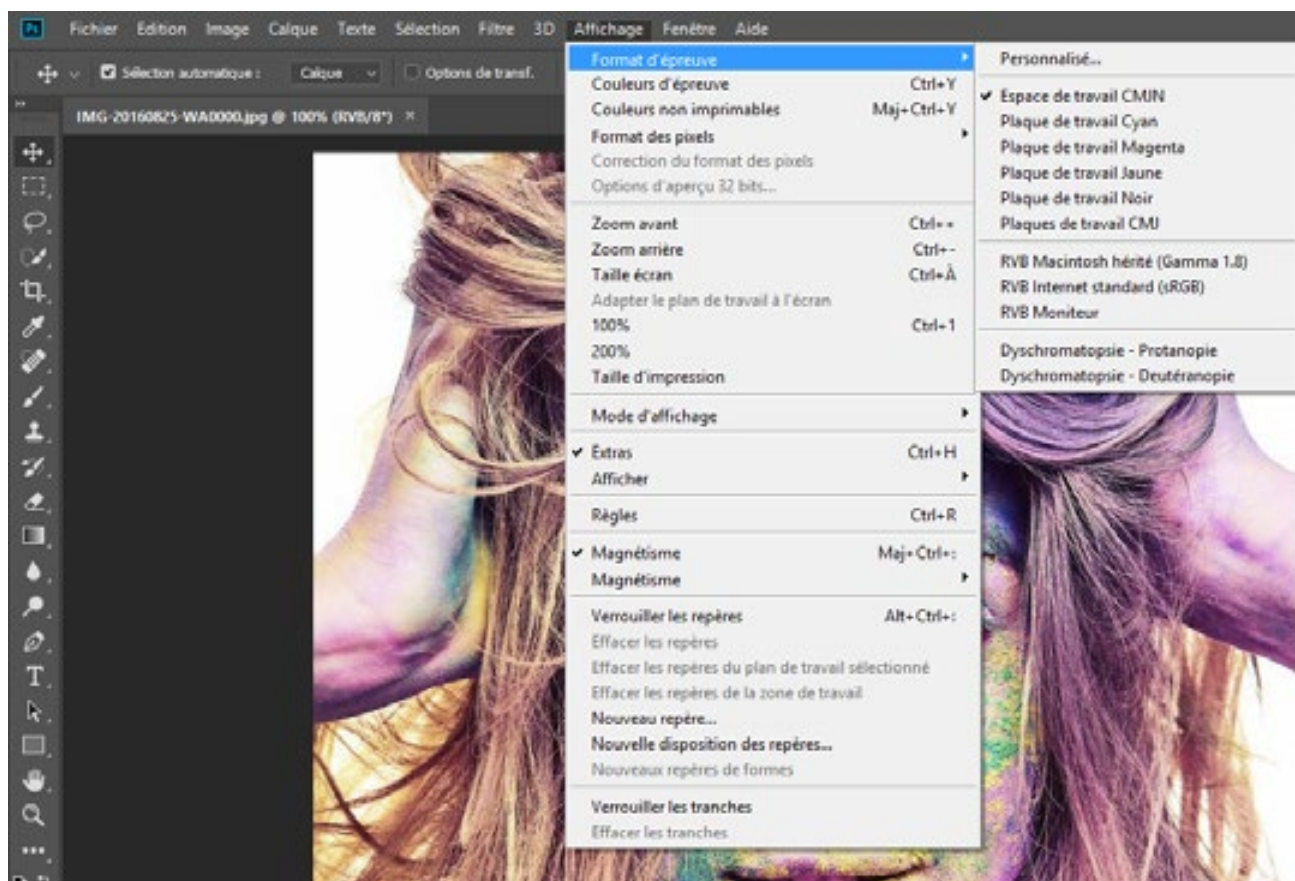 Ps Fichier Edition Image Calque Texte Sélection Filtre 3D Affichage Fenêtre Aide
Sélection automatique : Calque Options de transf.
IMG-20160825-WA0000.jpg @ 100% (RVB/8*) ×
Format d'épreuve
Couleurs d'épreuve Ctrl+Y
Couleurs non imprimables Maj+Ctrl+Y
Format des pixels
Correction du format des pixels
Options d'aperçu 32 bits...
Zoom avant Ctrl++
Zoom arrière Ctrl+-
Taille écran Ctrl+À
Adapter le plan de travail à l'écran
100% Ctrl+1
200%
Taille d'impression
Mode d'affichage
Extras Ctrl+H
Afficher
Règles Ctrl+R
Magnétisme Maj+Ctrl+:
Magnétisme
Verrouiller les repères Alt+Ctrl+:
Effacer les repères
Effacer les repères du plan de travail sélectionné
Effacer les repères de la zone de travail
Nouveau repère...
Nouvelle disposition des repères...
Nouveaux repères de formes
Verrouiller les tranches
Effacer les tranches
Personnalisé...
Espace de travail CMJN
Plaque de travail Cyan
Plaque de travail Magenta
Plaque de travail Jaune
Plaque de travail Noir
Plaques de travail CMJ
RVB Macintosh hérité (Gamma 1.8)
RVB Internet standard (sRGB)
RVB Moniteur
Dyschromatopsie - Protanopie
Dyschromatopsie - Deutéranopie